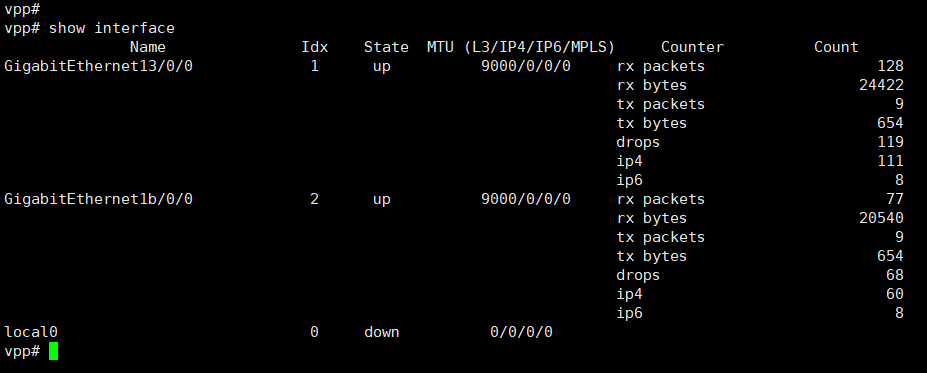 vpp#
vpp# show interface
              Name               Idx    State  MTU (L3/IP4/IP6/MPLS)     Counter          Count
GigabitEthernet13/0/0             1      up          9000/0/0/0     rx packets                   128
                                                                    rx bytes                   24422
                                                                    tx packets                     9
                                                                    tx bytes                     654
                                                                    drops                        119
                                                                    ip4                          111
                                                                    ip6                            8
GigabitEthernet1b/0/0             2      up          9000/0/0/0     rx packets                    77
                                                                    rx bytes                   20540
                                                                    tx packets                     9
                                                                    tx bytes                     654
                                                                    drops                         68
                                                                    ip4                           60
                                                                    ip6                            8
local0                            0     down          0/0/0/0
vpp#